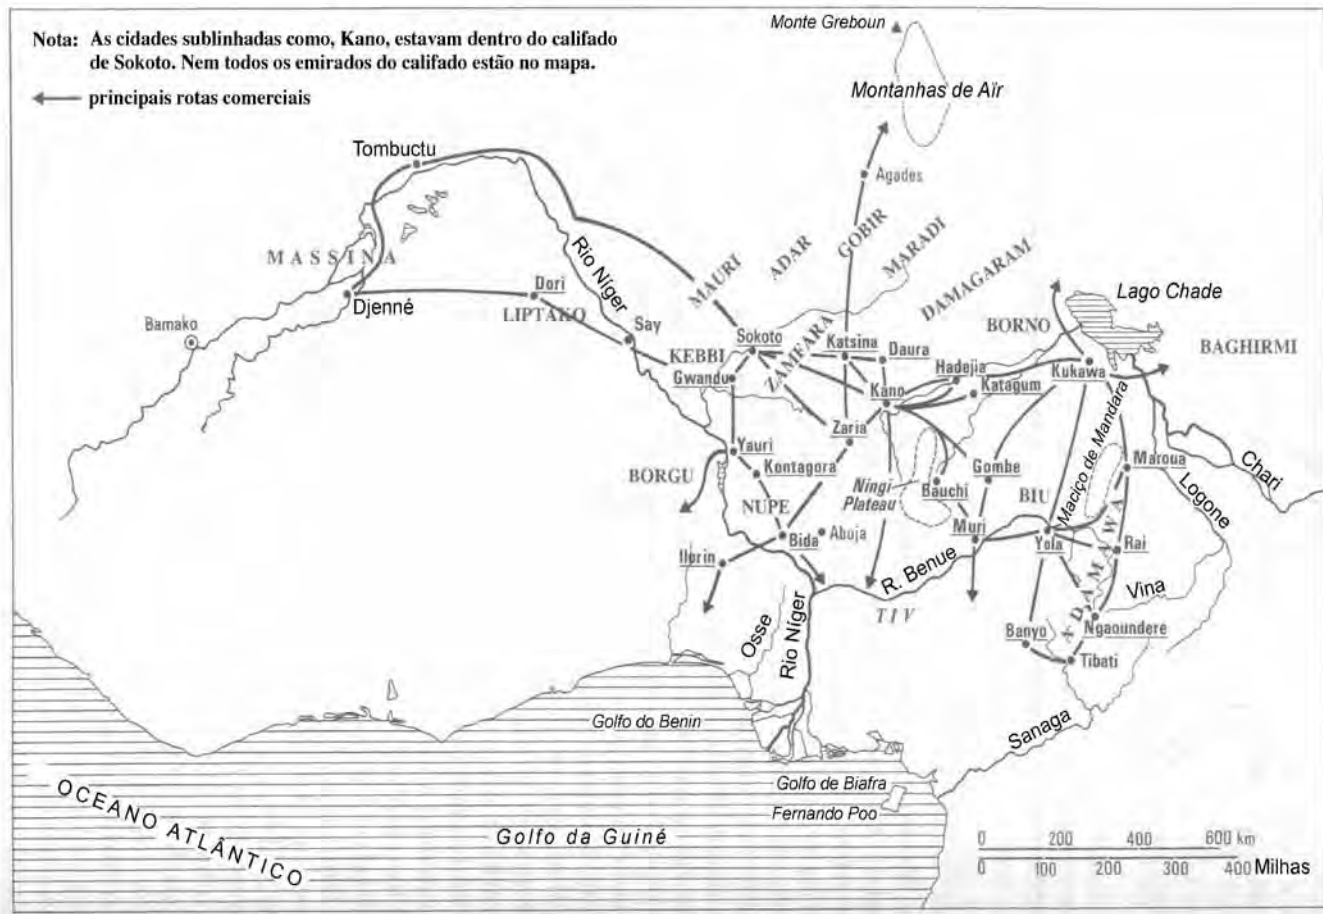 Nota: As cidades sublinhadas como, Kano, estavam dentro do califado
de Sokoto. Nem todos os emirados do califado estão no mapa.
principais rotas comerciais
Monte Greboun
Montanhas de Aïr
Tombuctu
Agades
MASSINA
Rio Níger
MAURI
ADAR
GOBIR
MARADI
DAMAGARAM
Lago Chade
Djenné
Dori
LIPTAKO
Bamako
Say
Sokoto
KEBBI
Gwandu
ZAMFARA
Katsina
Daura
BORNO
BAGHIRMI
Hadejia
Kukawa
Kano
Katagum
Zaria
Yauri
Kontagora
BORGU
NUPE
Ningi
Plateau
Bauchi
Gombe
BIU
Maciço de Mandara
Maroua
Chari
Logone
Bida
Abuja
Muri
Yola
Rai
ADAMAWA
Ilorin
R. Benue
TIV
Vina
Osse
Rio Níger
Banyo
Ngaoundere
Tibati
Sanaga
Golfo do Benin
Golfo de Biafra
Fernando Poo
OCEANO ATLÂNTICO
Golfo da Guiné
0 200 400 600 km
0 100 200 300 400 Milhas